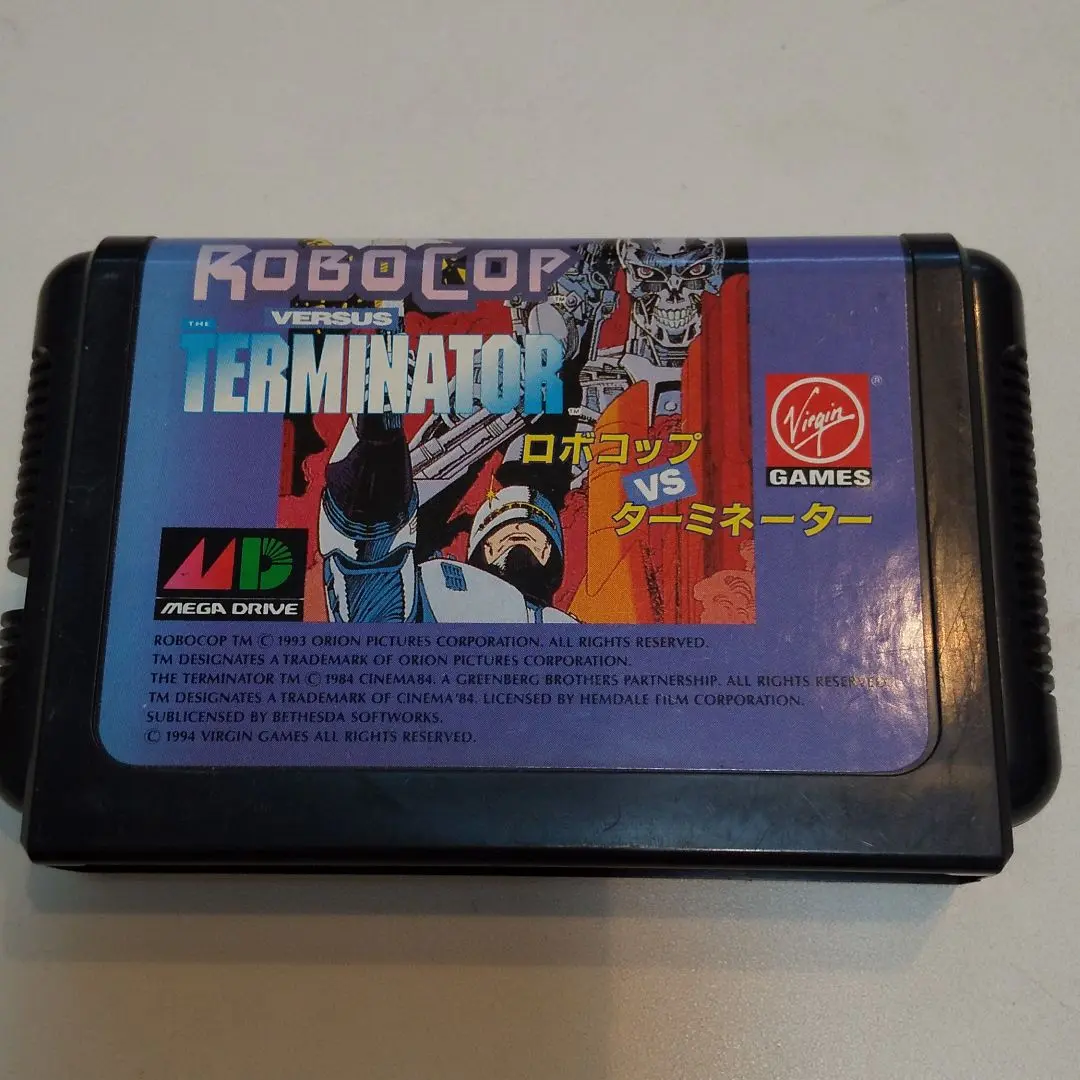 ROBOCOP TM
VERSUS
THE
TERMINATOR TM
ロボコップ
VS
ターミネーター
Virgin ®
GAMES
MD
MEGA DRIVE
ROBOCOP TM © 1993 ORION PICTURES CORPORATION. ALL RIGHTS RESERVED.
TM DESIGNATES A TRADEMARK OF ORION PICTURES CORPORATION.
THE TERMINATOR TM © 1984 CINEMA84. A GREENBERG BROTHERS PARTNERSHIP. ALL RIGHTS RESERVED.
TM DESIGNATES A TRADEMARK OF CINEMA'84. LICENSED BY HEMDALE FILM CORPORATION.
SUBLICENSED BY BETHESDA SOFTWORKS.
© 1994 VIRGIN GAMES ALL RIGHTS RESERVED.